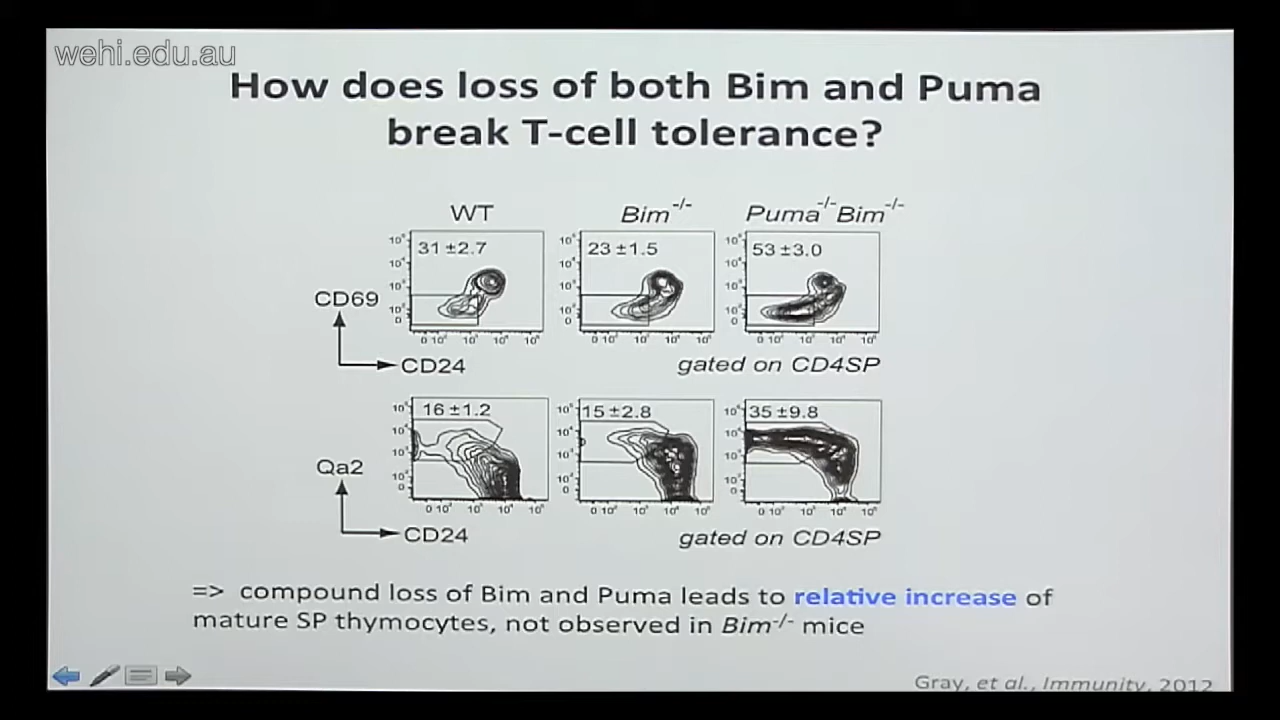 wehi.edu.au
How does loss of both Bim and Puma
break T-cell tolerance?
WT
Bim-/-
Puma-/-Bim-/-
31 ±2.7
23 ±1.5
53 ±3.0
CD69
CD24
gated on CD4SP
16 ±1.2
15 ±2.8
35 ±9.8
Qa2
CD24
gated on CD4SP
=> compound loss of Bim and Puma leads to relative increase of
mature SP thymocytes, not observed in Bim-/- mice
Gray, et al., Immunity, 2012